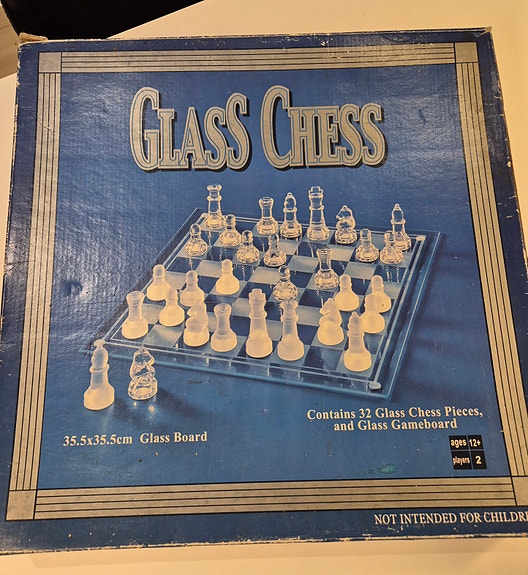 GLASS CHESS
35.5x35.5cm Glass Board
Contains 32 Glass Chess Pieces,
and Glass Gameboard
ages 12+
players 2
NOT INTENDED FOR CHILDRE